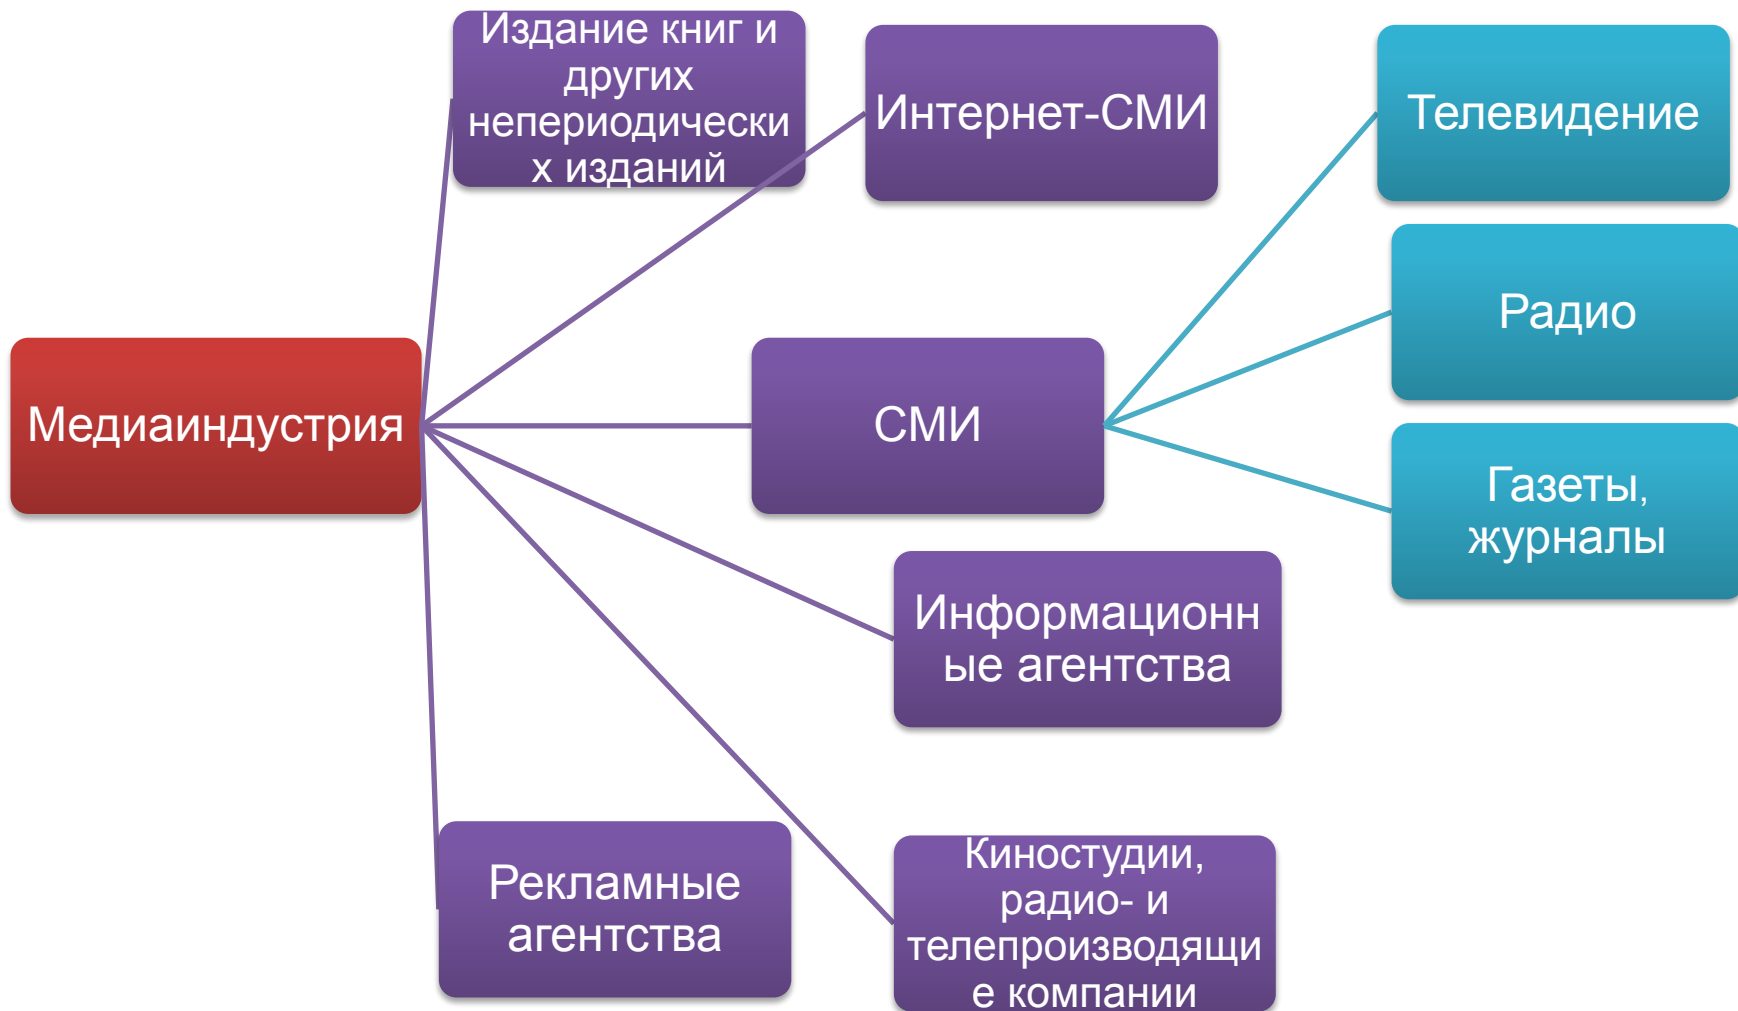 Издание книг и
других
непериодически
х изданий
Интернет-СМИ
Телевидение
Радио
Медиаиндустрия
СМИ
Газеты,
журналы
Информационн
ые агентства
Рекламные
агентства
Киностудии,
радио- и
телепроизводящи
е компании